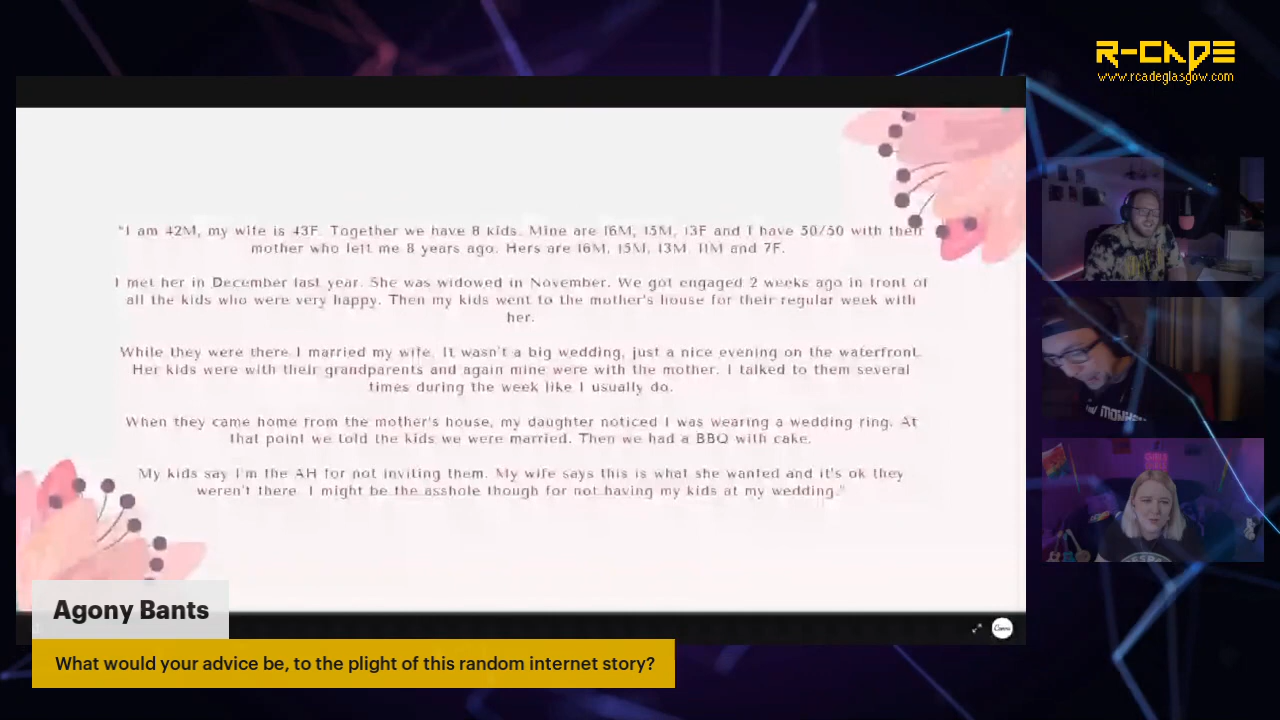 R-CADE
www.rcadeglasgow.com
"I am 42M, my wife is 43F. Together we have 8 kids. Mine are 16M, 15M, 13F and I have 50/50 with their
mother who left me 8 years ago. Hers are 16M, 15M, 13M. 11M and 7F.
I met her in December last year. She was widowed in November. We got engaged 2 weeks ago in front of
all the kids who were very happy. Then my kids went to the mother's house for their regular week with
her.
While they were there I married my wife. It wasn't a big wedding, just a nice evening on the waterfront.
Her kids were with their grandparents and again mine were with the mother. I talked to them several
times during the week like I usually do.
When they came home from the mother's house, my daughter noticed I was wearing a wedding ring. At
that point we told the kids we were married. Then we had a BBQ with cake.
My kids say I'm the AH for not inviting them. My wife says this is what she wanted and it's ok they
weren't there. I might be the asshole though for not having my kids at my wedding."
Canva
Agony Bants
What would your advice be, to the plight of this random internet story?